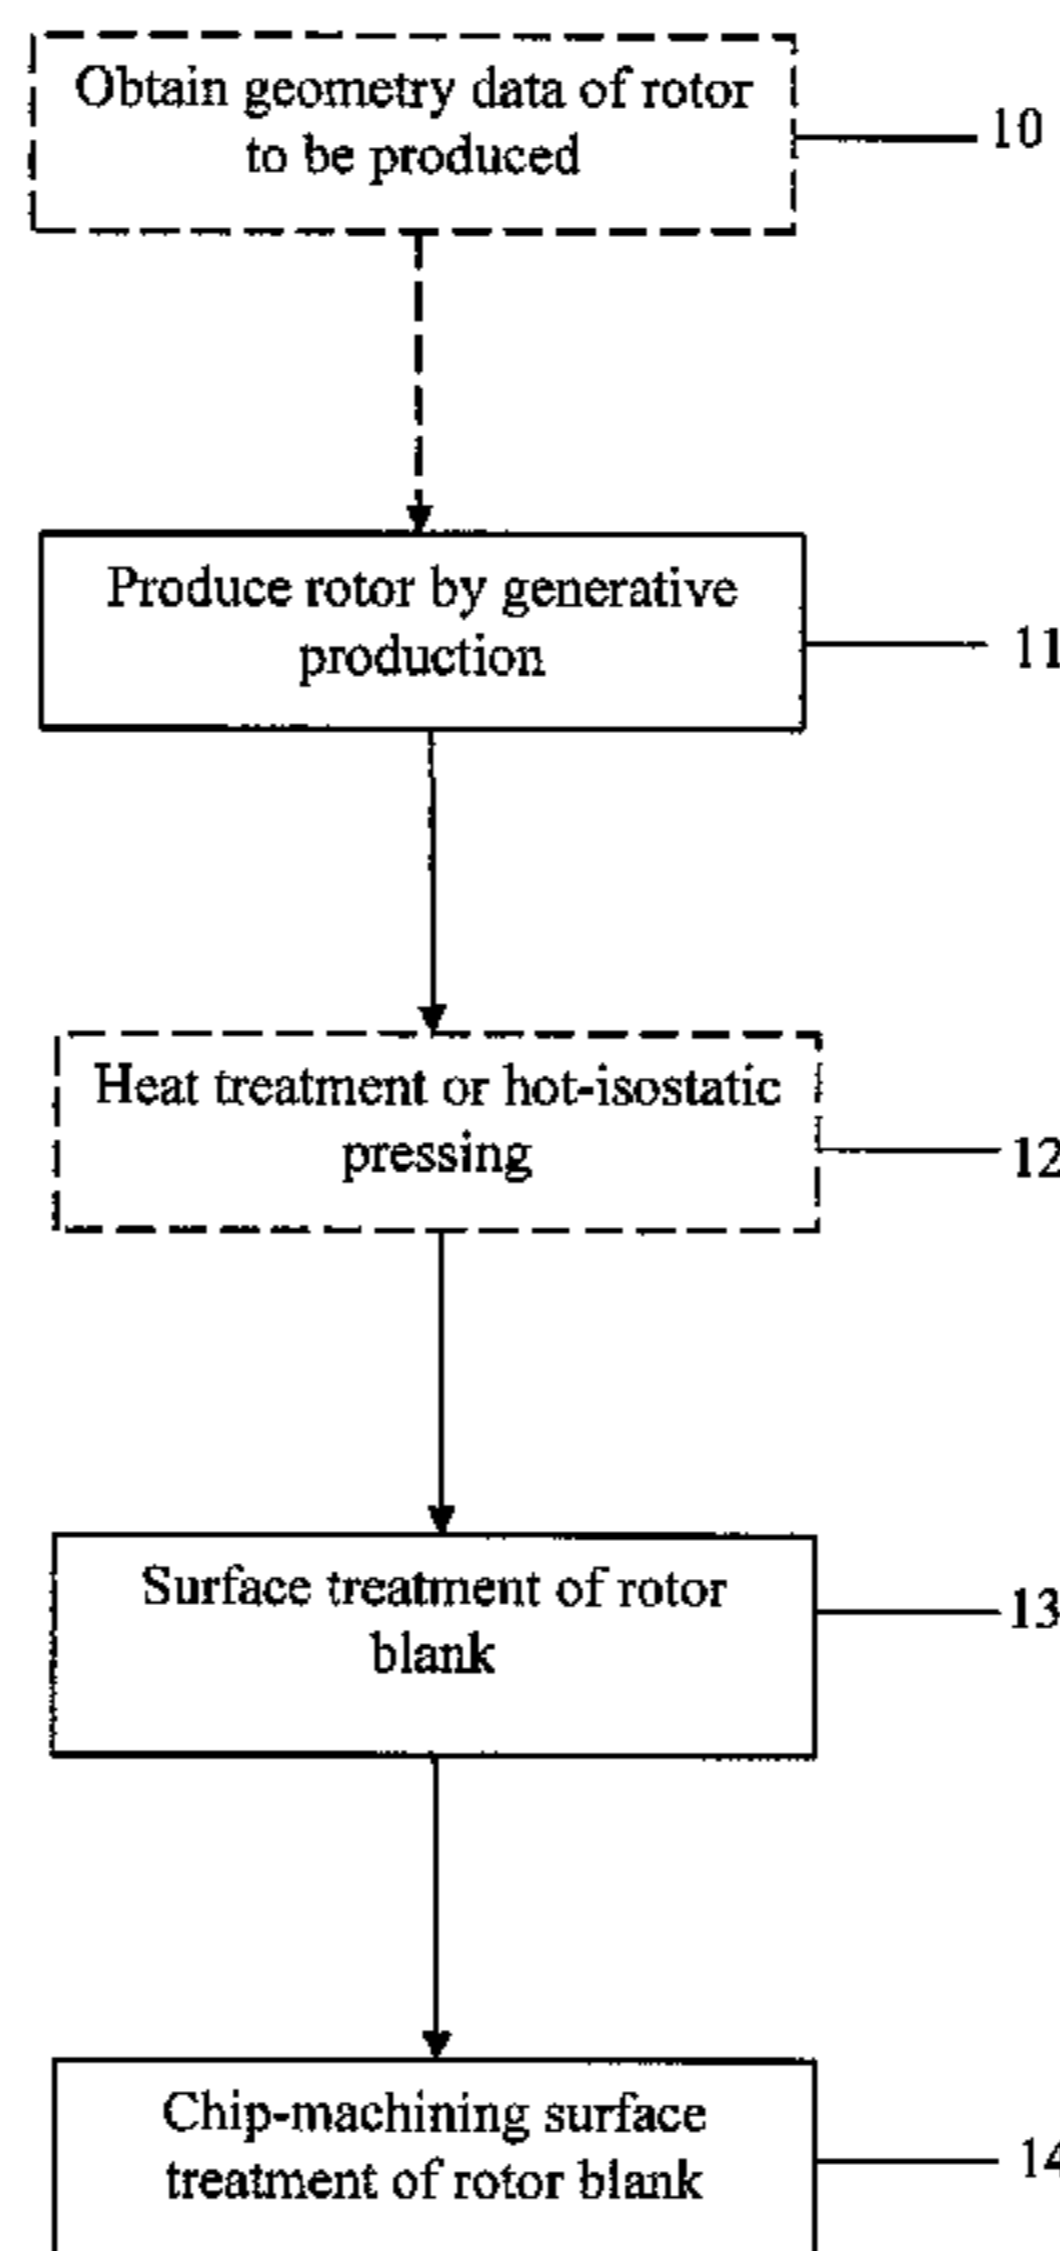 Obtain geometry data of rotor
to be produced
10
Produce rotor by generative
production
11
Heat treatment or hot-isostatic
pressing
12
Surface treatment of rotor
blank
13
Chip-machining surface
treatment of rotor blank
14